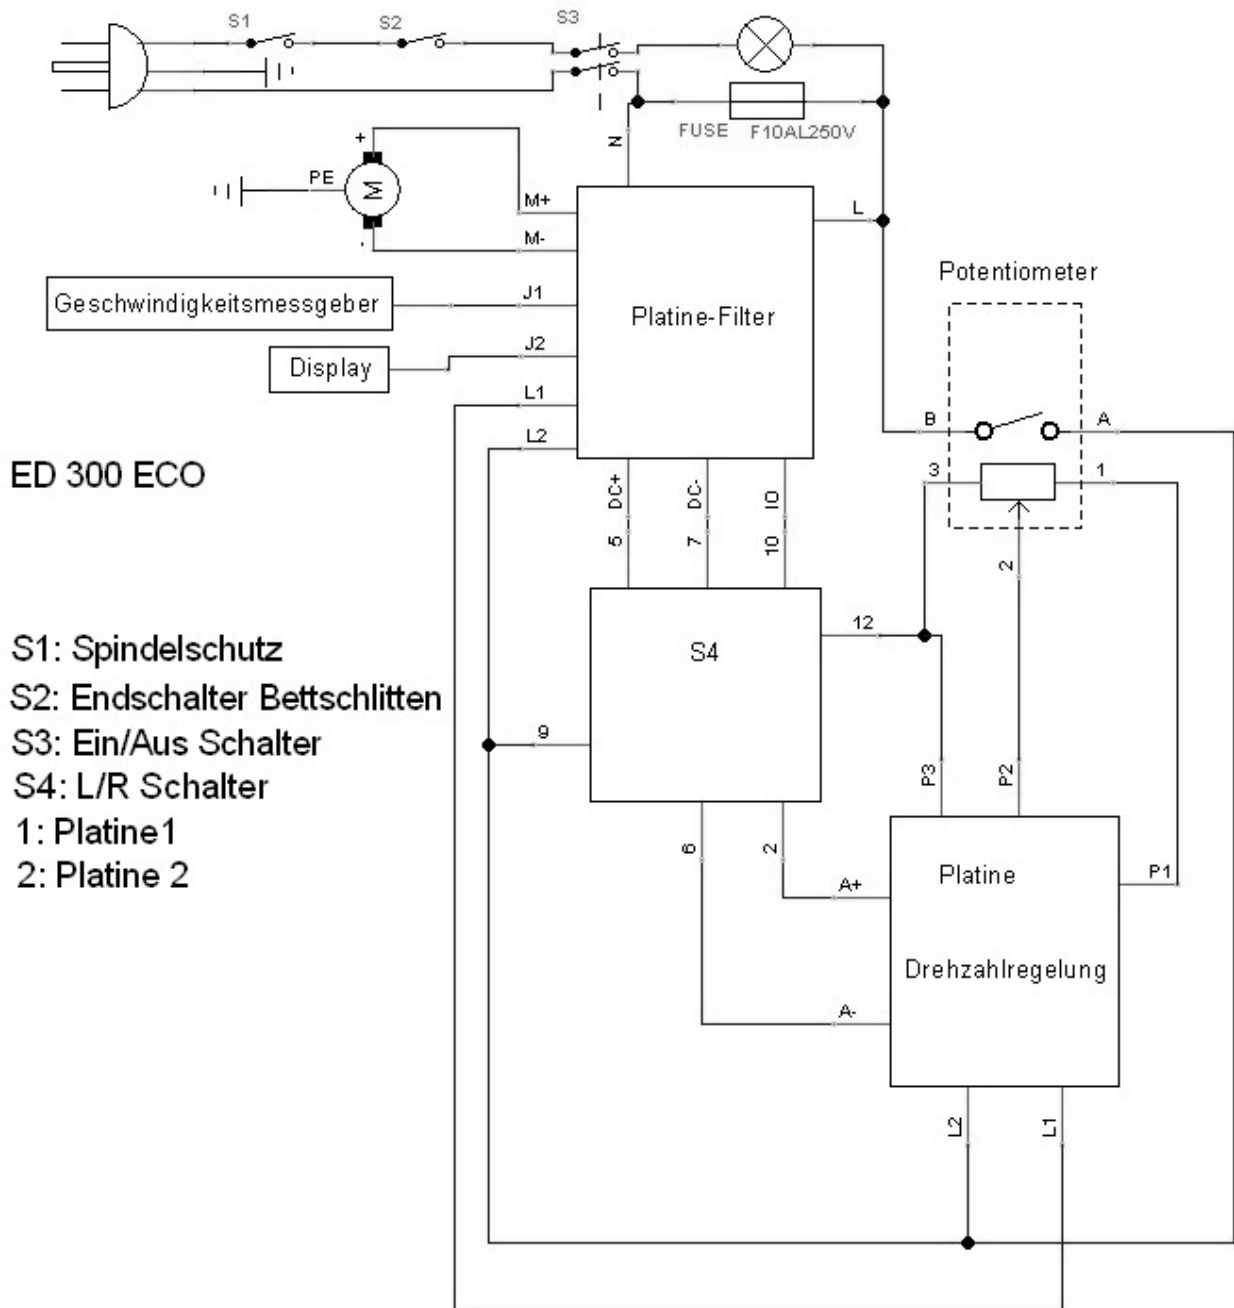 S1
S2
S3
FUSE F10AL250V
N
+
PE
M
-
M+
M-
L
Potentiometer
Geschwindigkeitsmessgeber
J1
Platine-Filter
J2
Display
L1
B
A
L2
ED 300 ECO
3
1
DC+
DC-
IO
5
7
10
2
12
S4
S1: Spindelschutz
S2: Endschalter Bettschlitten
S3: Ein/Aus Schalter
S4: L/R Schalter
1: Platine1
2: Platine 2
9
P3
P2
6
2
A+
Platine
P1
Drehzahlregelung
A-
L2
L1